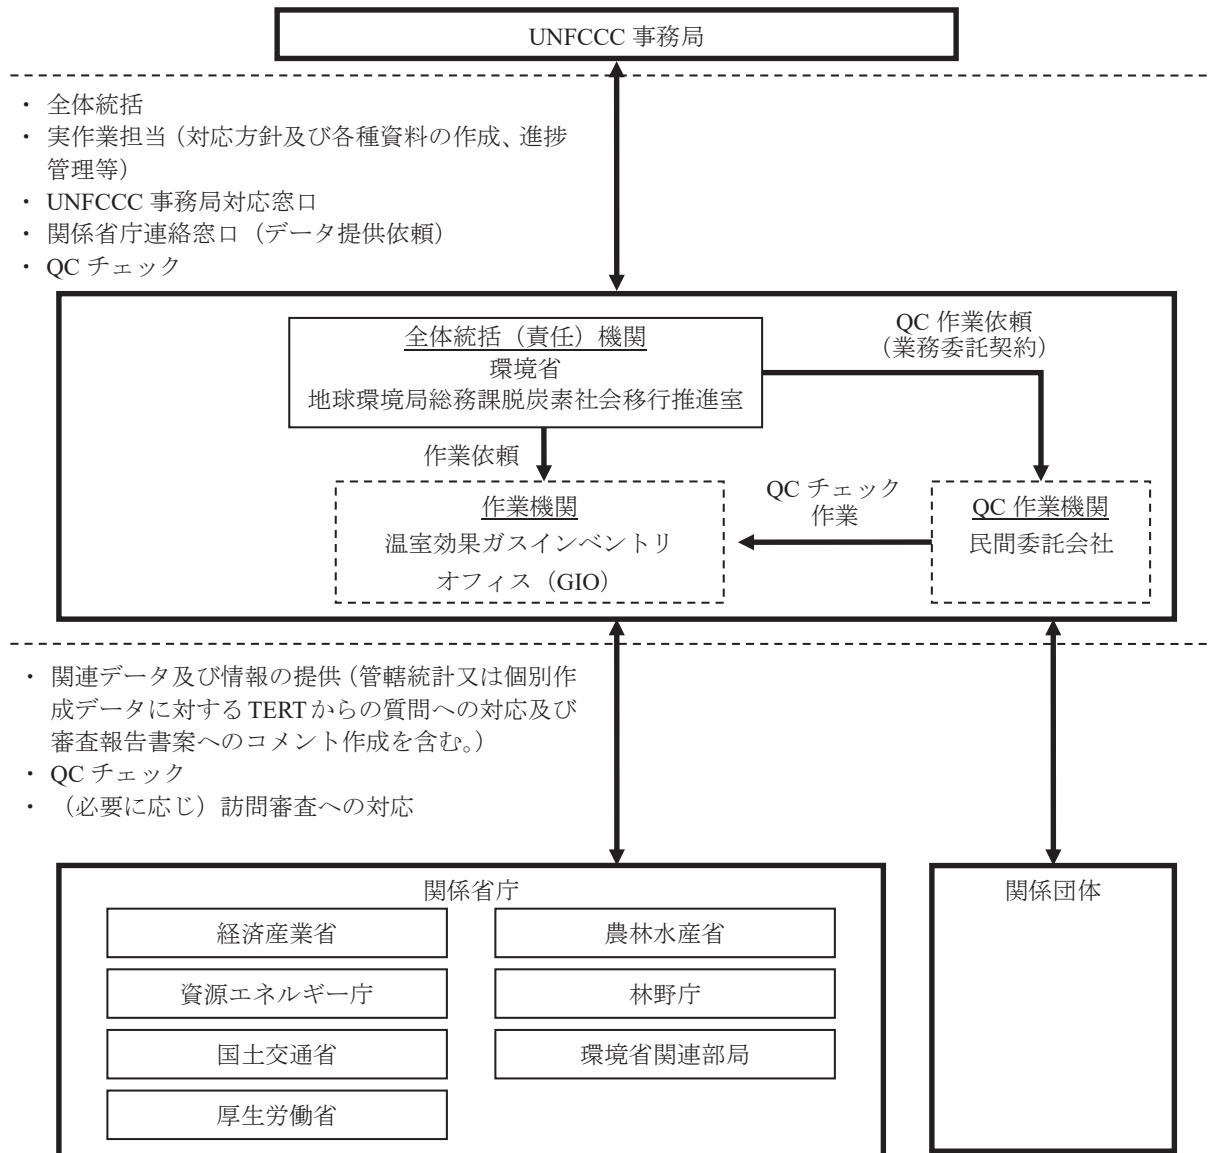 UNFCCC 事務局
・ 全体統括
・ 実作業担当（対応方針及び各種資料の作成、進捗
管理等）
・ UNFCCC 事務局対応窓口
・ 関係省庁連絡窓口（データ提供依頼）
・ QC チェック
全体統括（責任）機関
環境省
地球環境局総務課脱炭素社会移行推進室
QC 作業依頼
（業務委託契約）
作業依頼
作業機関
温室効果ガスインベントリ
オフィス（GIO）
QC チェック
作業
QC 作業機関
民間委託会社
・ 関連データ及び情報の提供（管轄統計又は個別作
成データに対する TERT からの質問への対応及び
審査報告書案へのコメント作成を含む。）
・ QC チェック
・ （必要に応じ）訪問審査への対応
関係省庁
経済産業省
農林水産省
資源エネルギー庁
林野庁
国土交通省
環境省関連部局
厚生労働省
関係団体